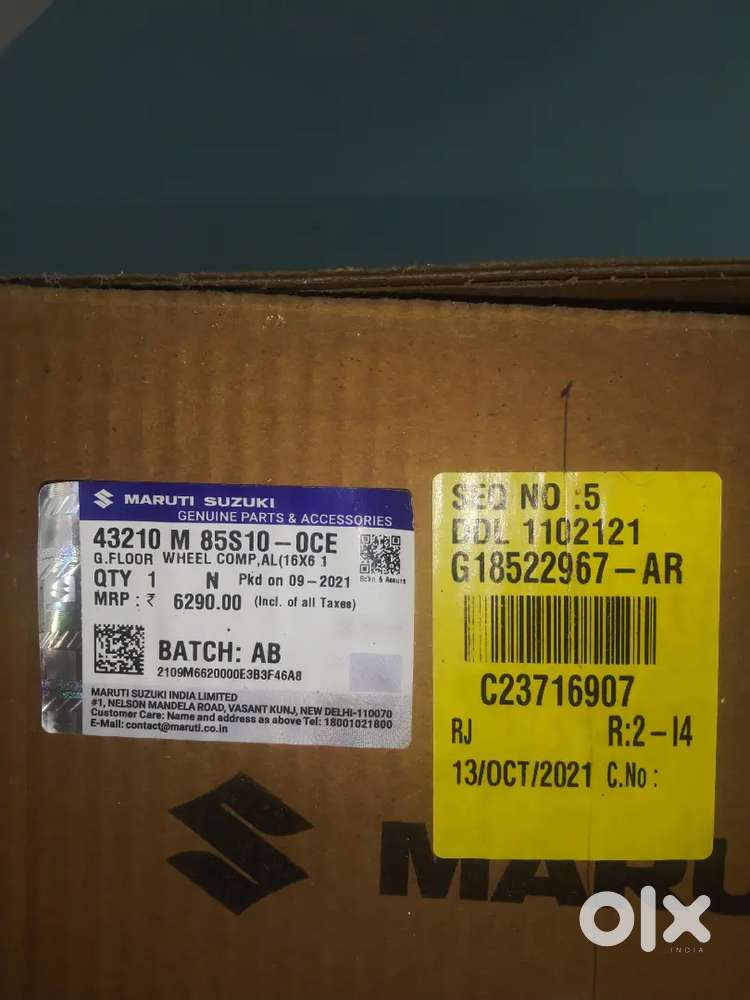 MARUTI SUZUKI
GENUINE PARTS & ACCESSORIES
43210 M 85S10-0CE
G.FLOOR WHEEL COMP,AL(16X6 1
QTY 1 N Pkd on 09-2021
Scan & Assure
MRP : ₹ 6290.00 (Incl. of all Taxes)
BATCH: AB
2109M6620000E3B3F46A8
MARUTI SUZUKI INDIA LIMITED
#1, NELSON MANDELA ROAD, VASANT KUNJ, NEW DELHI-110070
Customer Care: Name and address as above Tel: 18001021800
E-Mail: contact@maruti.co.in
SEQ NO :5
DDL 1102121
G18522967-AR
C23716907
RJ R:2-14
13/OCT/2021 C.No :
MARU
olx
INDIA